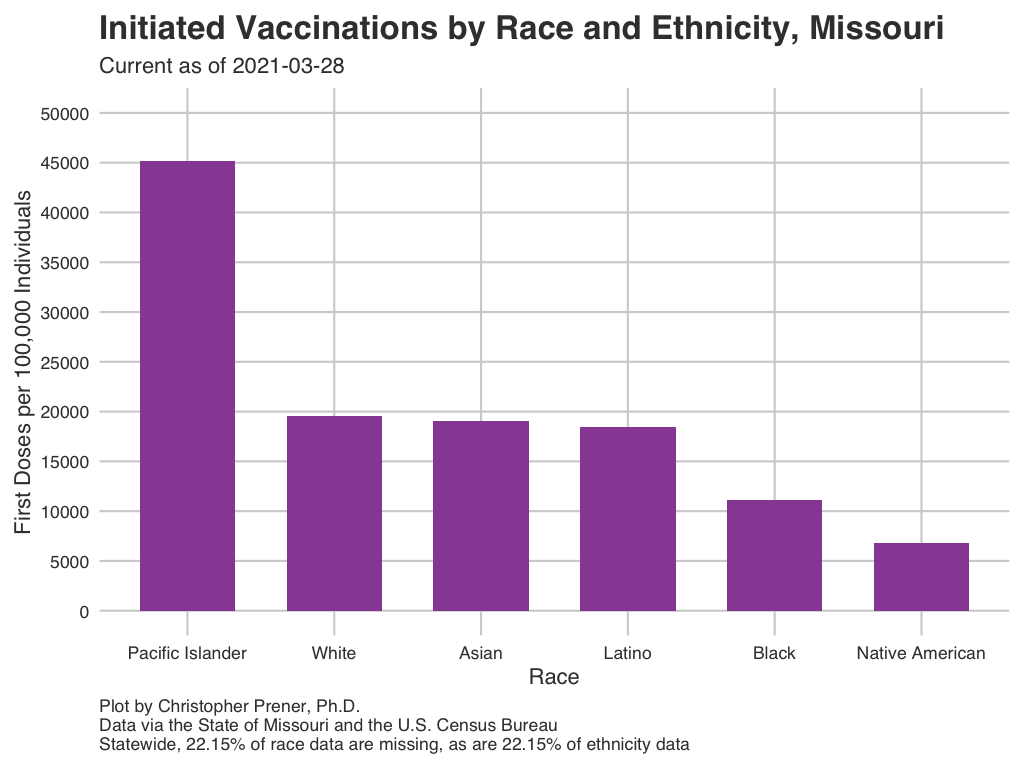 Initiated Vaccinations by Race and Ethnicity, Missouri
Current as of 2021-03-28
First Doses per 100,000 Individuals
50000
45000
40000
35000
30000
25000
20000
15000
10000
5000
0
Pacific Islander White Asian Latino Black Native American
Race
Plot by Christopher Prener, Ph.D.
Data via the State of Missouri and the U.S. Census Bureau
Statewide, 22.15% of race data are missing, as are 22.15% of ethnicity data